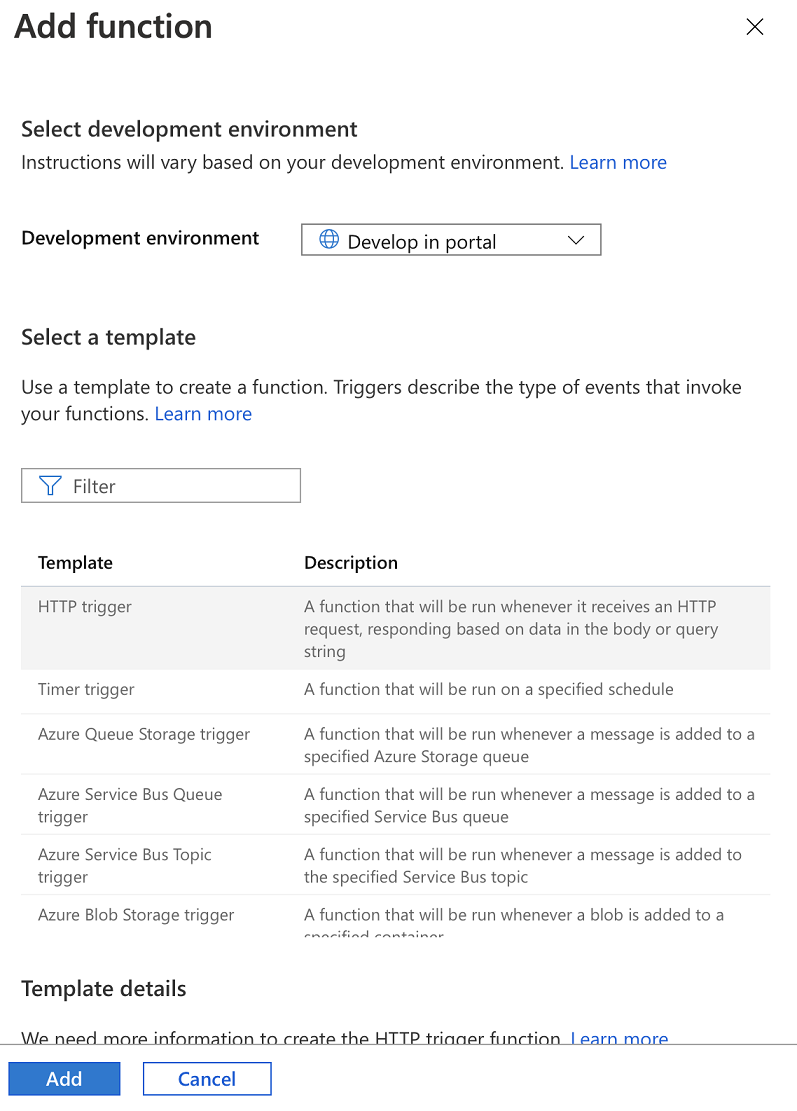 Add function
Select development environment
Instructions will vary based on your development environment. Learn more
Development environment
Develop in portal
Select a template
Use a template to create a function. Triggers describe the type of events that invoke
your functions. Learn more
Filter
Template Description
HTTP trigger A function that will be run whenever it receives an HTTP
request, responding based on data in the body or query
string
Timer trigger A function that will be run on a specified schedule
Azure Queue Storage trigger A function that will be run whenever a message is added to a
specified Azure Storage queue
Azure Service Bus Queue A function that will be run whenever a message is added to a
trigger specified Service Bus queue
Azure Service Bus Topic A function that will be run whenever a message is added to
trigger the specified Service Bus topic
Azure Blob Storage trigger A function that will be run whenever a blob is added to a
specified container
Template details
We need more information to create the HTTP trigger function. Learn more
Add Cancel